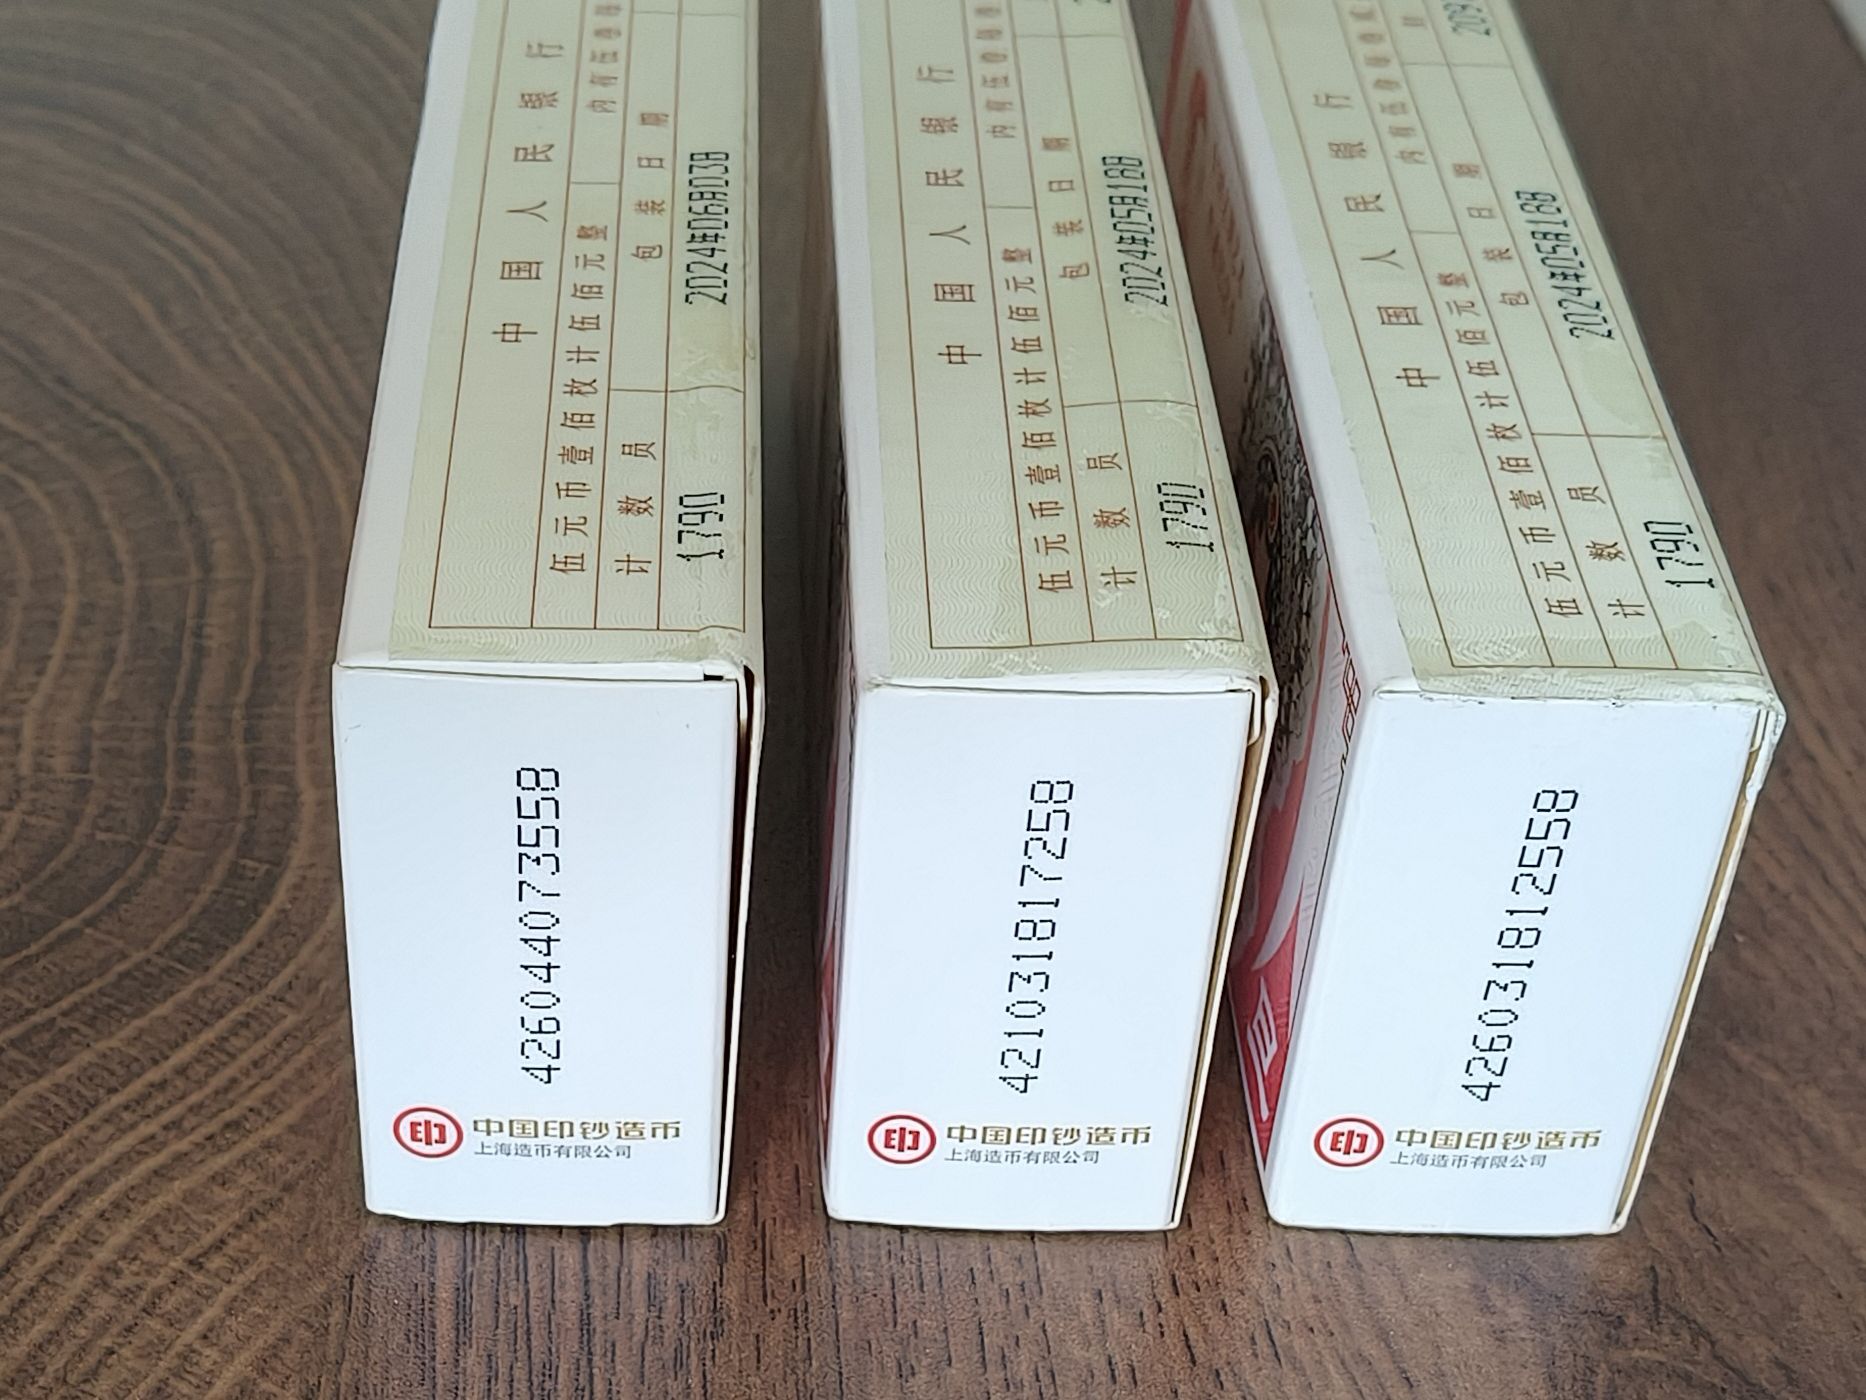 中国人民银行
伍元币壹佰枚计伍佰元整
内有伍
计数员
包装日期
1790
2024年06月03日
426044073558
中国印钞造币
上海造币有限公司
中国人民银行
伍元币壹佰枚计伍佰元整
内有伍
计数员
包装日期
1790
2024年05月18日
421031817258
中国印钞造币
上海造币有限公司
中国人民银行
伍元币壹佰枚计伍佰元整
内有伍
计数员
包装日期
1790
2024年05月18日
4260318125558
中国印钞造币
上海造币有限公司